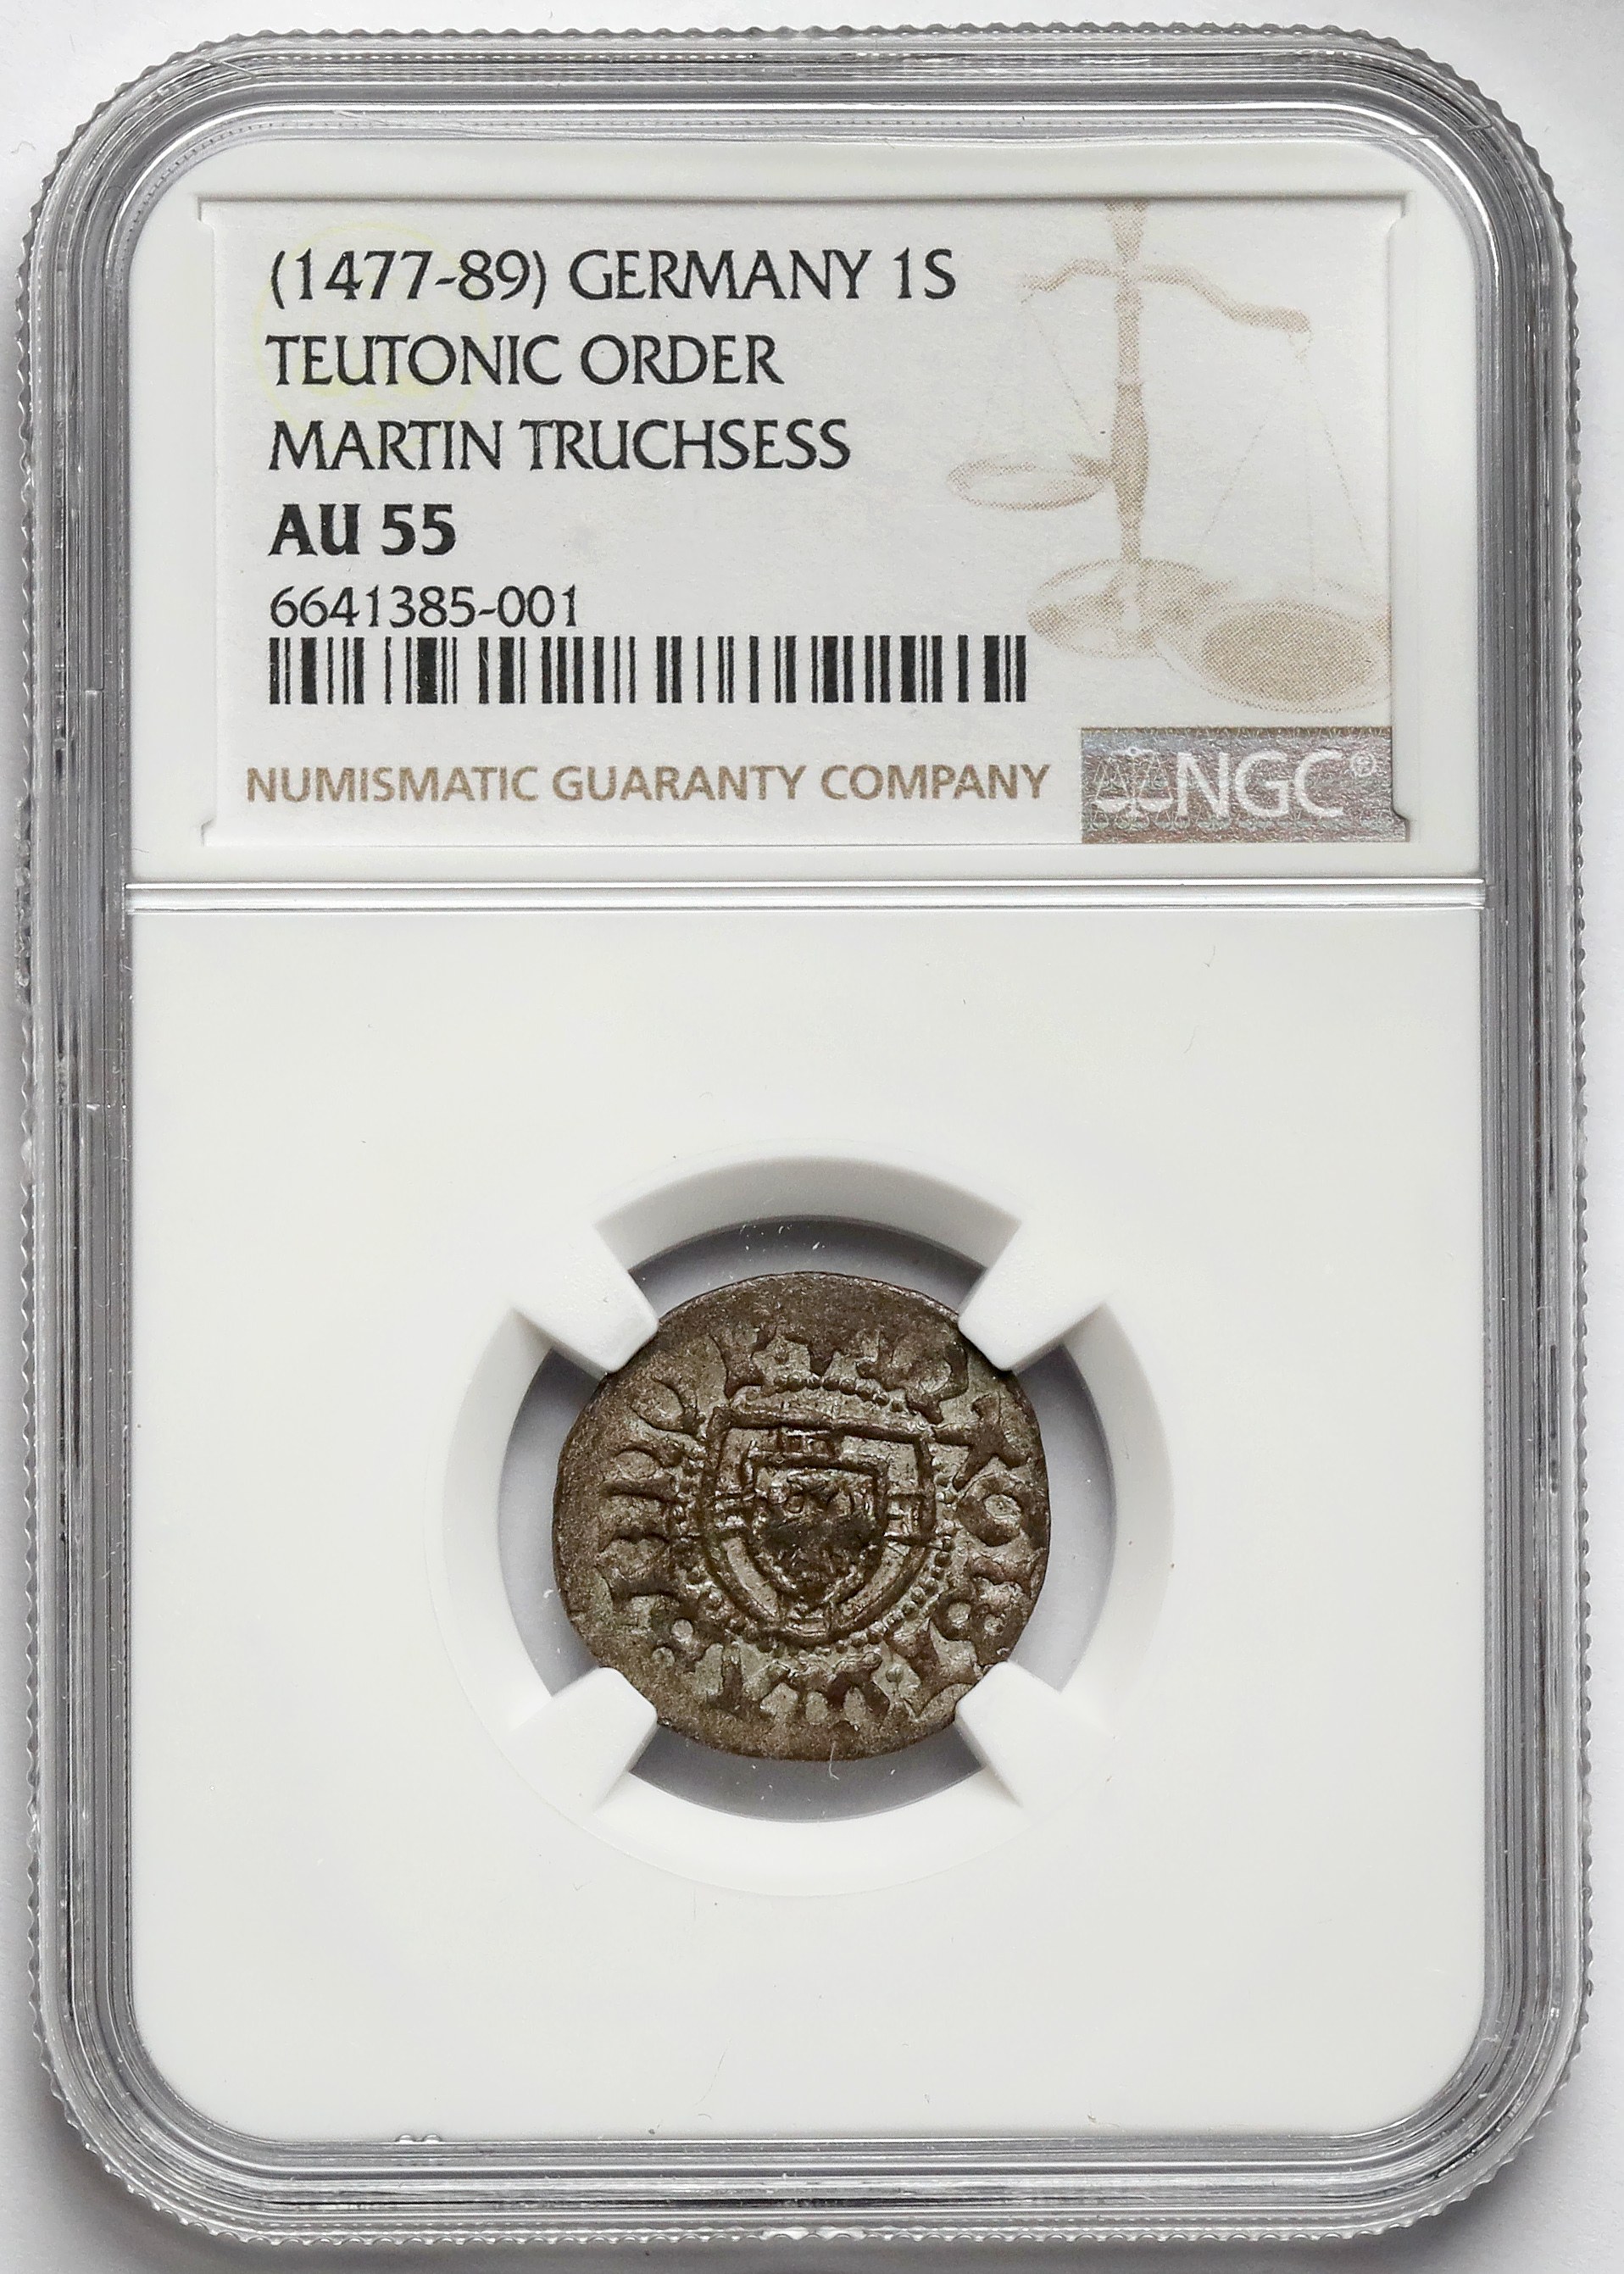 (1477-89) GERMANY 1S
TEUTONIC ORDER
MARTIN TRUCHSESS
AU 55
6641385-001
NUMISMATIC GUARANTY COMPANY
NGC®